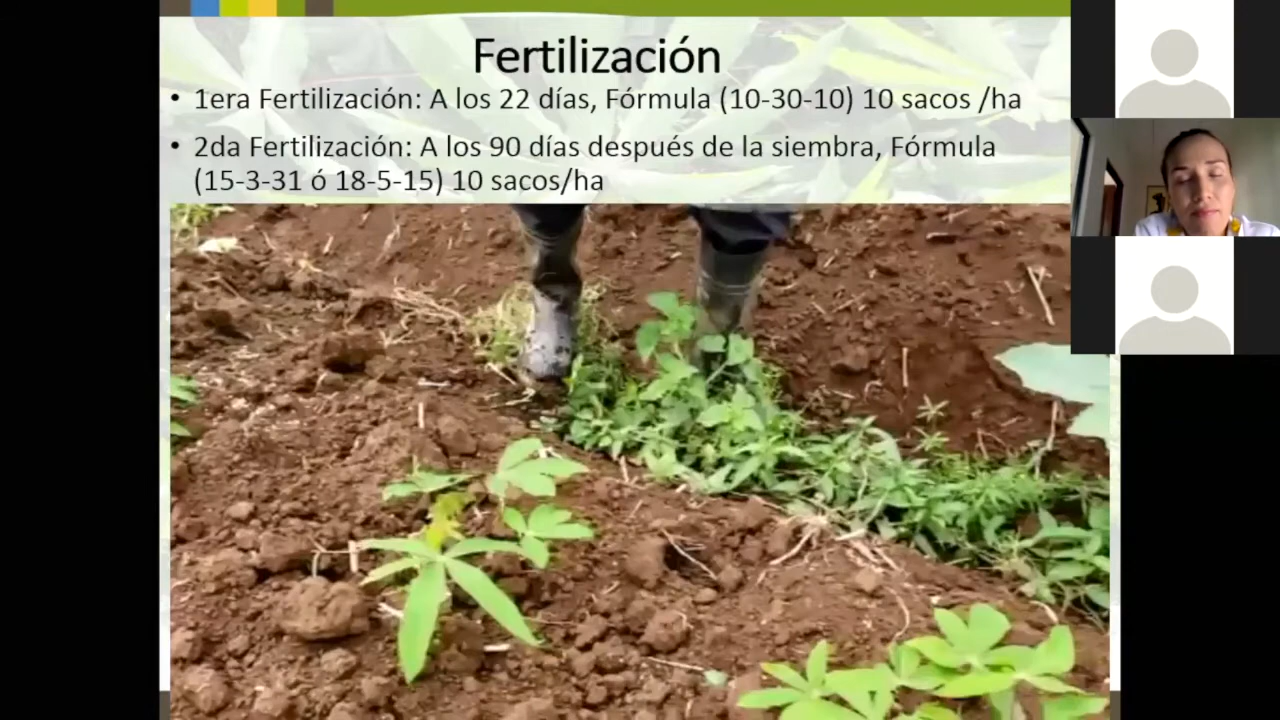 Fertilización
• 1era Fertilización: A los 22 días, Fórmula (10-30-10) 10 sacos /ha
• 2da Fertilización: A los 90 días después de la siembra, Fórmula
(15-3-31 ó 18-5-15) 10 sacos/ha